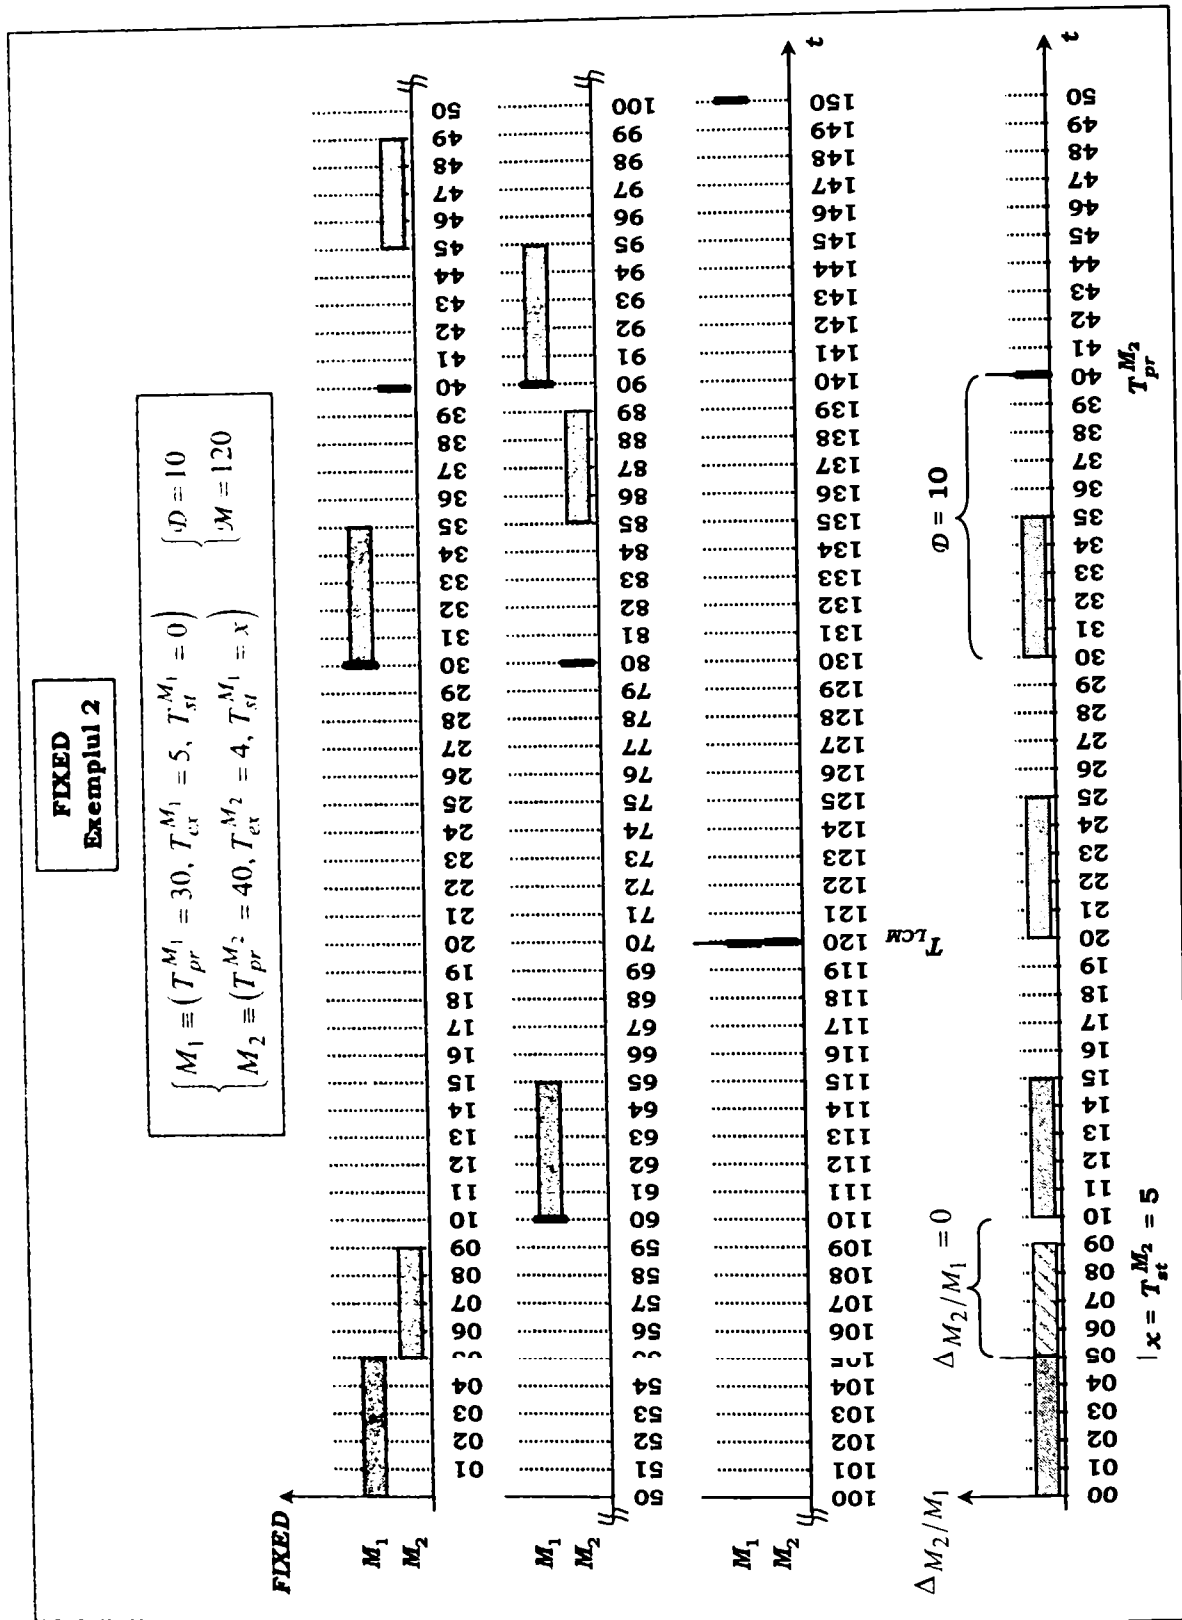 FIXED
Exemplul 2
M₁ ≡ (T_pr^M₁ = 30, T_ex^M₁ = 5, T_st^M₁ = 0)
M₂ ≡ (T_pr^M₂ = 40, T_ex^M₂ = 4, T_st^M₁ = x)
D = 10
M = 120
FIXED
M₁
M₂
01 02 03 04 06 07 08 09 10 11 12 13 14 15 16 17 18 19 20 21 22 23 24 25 26 27 28 29 30 31 32 33 34 35 36 37 38 39 40 41 42 43 44 45 46 47 48 49 50
M₁
M₂
50 51 52 53 54 56 57 58 59 60 61 62 63 64 65 66 67 68 69 70 71 72 73 74 75 76 77 78 79 80 81 82 83 84 85 86 87 88 89 90 91 92 93 94 95 96 97 98 99 100
t
M₁
M₂
100 101 102 103 104 105 106 107 108 109 110 111 112 113 114 115 116 117 118 119 120 121 122 123 124 125 126 127 128 129 130 131 132 133 134 135 136 137 138 139 140 141 142 143 144 145 146 147 148 149 150
T_LCM
Δ M₂/M₁
Δ M₂/M₁ = 0
D = 10
t
00 01 02 03 04 05 06 07 08 09 10 11 12 13 14 15 16 17 18 19 20 21 22 23 24 25 26 27 28 29 30 31 32 33 34 35 36 37 38 39 40 41 42 43 44 45 46 47 48 49 50
x = T_st^M₂ = 5
T_pr^M₂